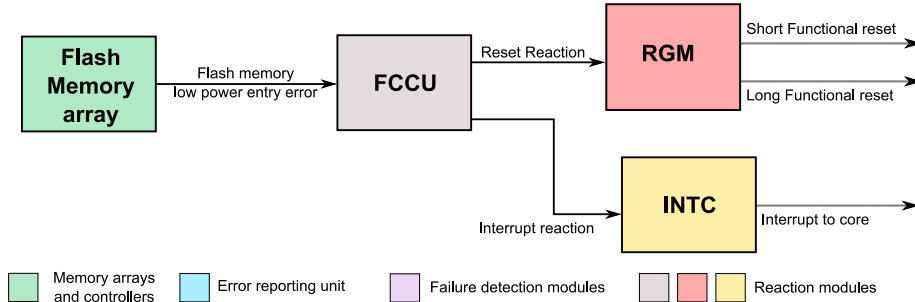 Flash
Memory
array
Flash memory
low power entry error
FCCU
Reset Reaction
RGM
Short Functional reset
Long Functional reset
Interrupt reaction
INTC
Interrupt to core
Memory arrays
and controllers
Error reporting unit
Failure detection modules
Reaction modules